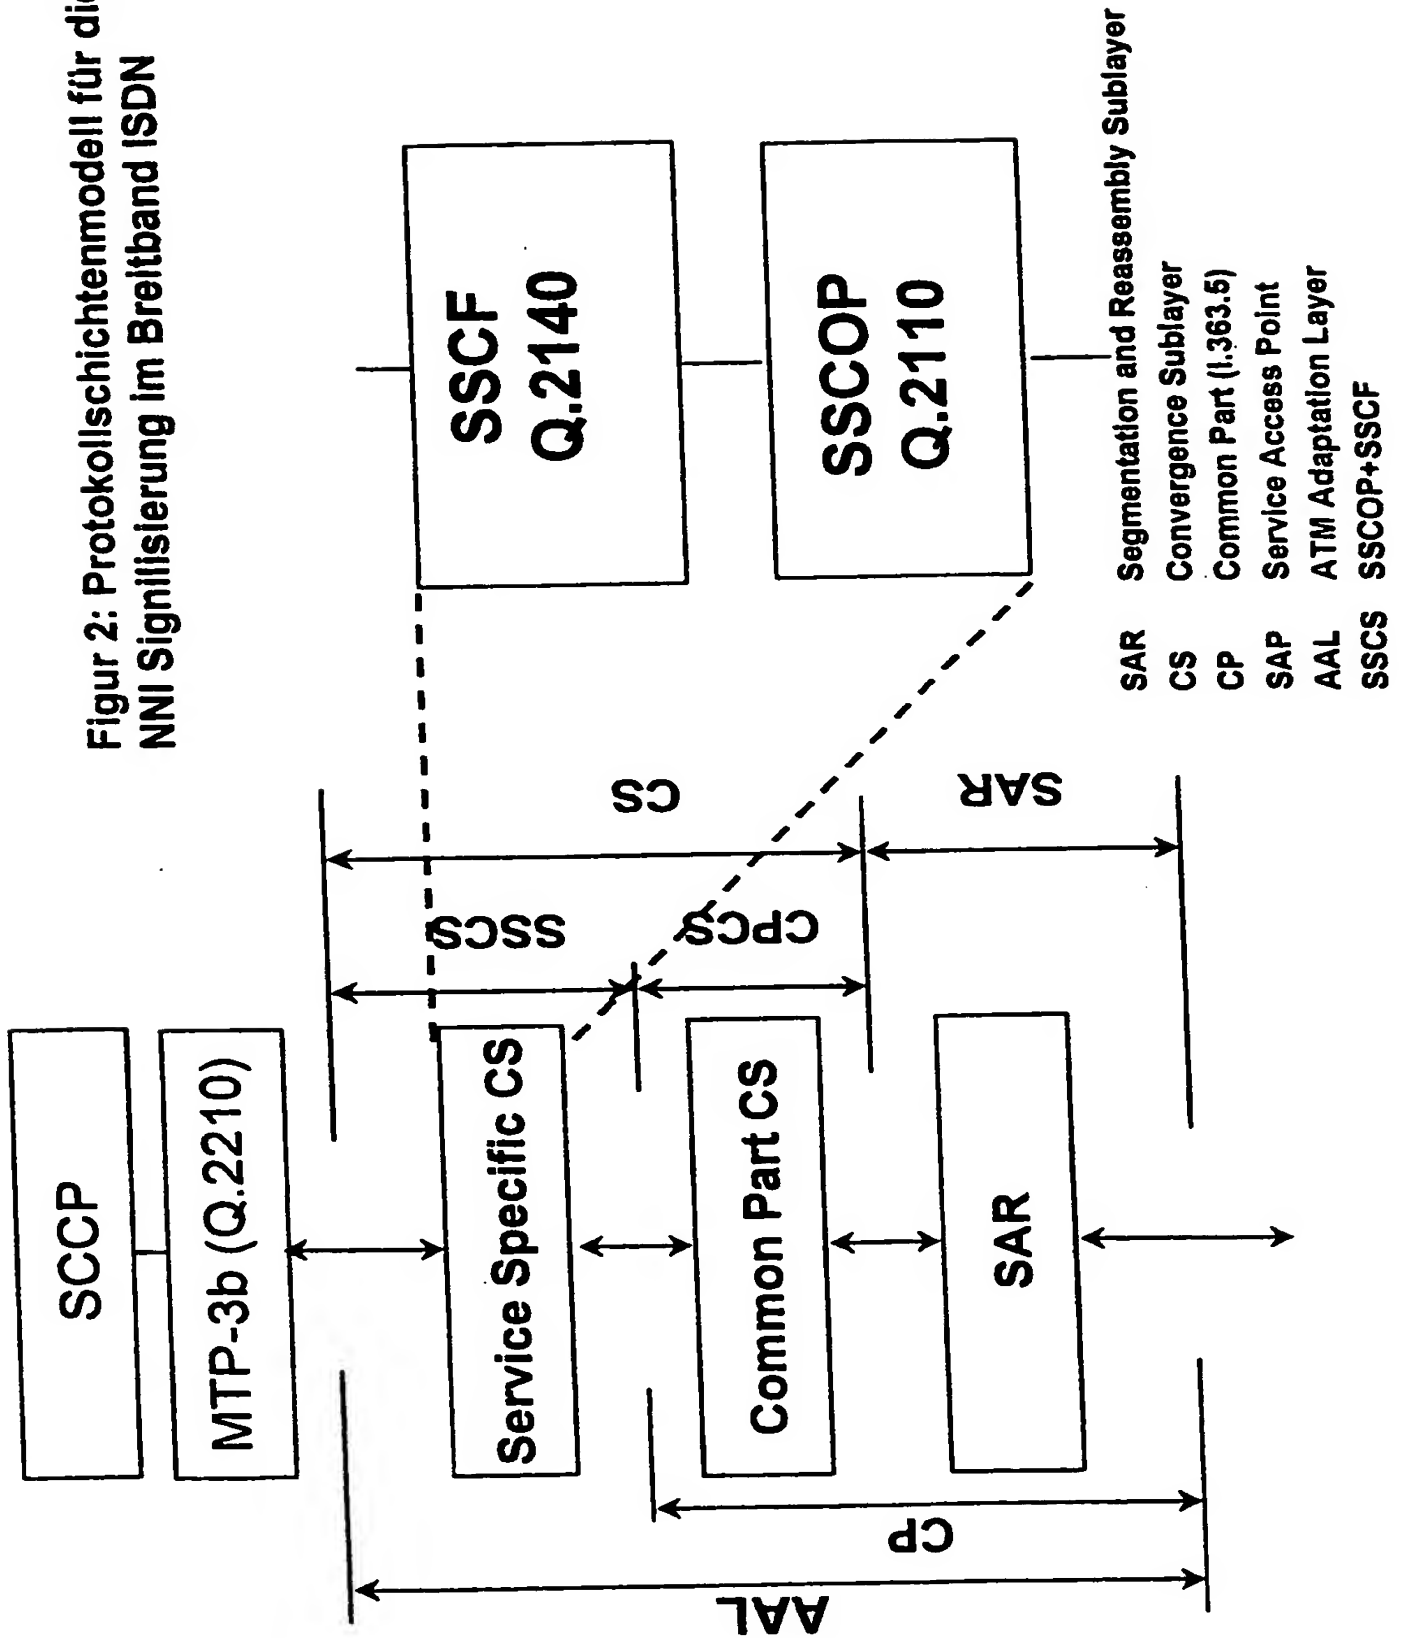 Figur 2: Protokollschichtenmodell für die
NNI Signilisierung im Breitband ISDN
SCCP
MTP-3b (Q.2210)
Service Specific CS
Common Part CS
SAR
AAL
CP
SSCS
CPCS
CS
SAR
SSCF
Q.2140
SSCOP
Q.2110
SAR Segmentation and Reassembly Sublayer
CS Convergence Sublayer
CP Common Part (I.363.5)
SAP Service Access Point
AAL ATM Adaptation Layer
SSCS SSCOP+SSCF